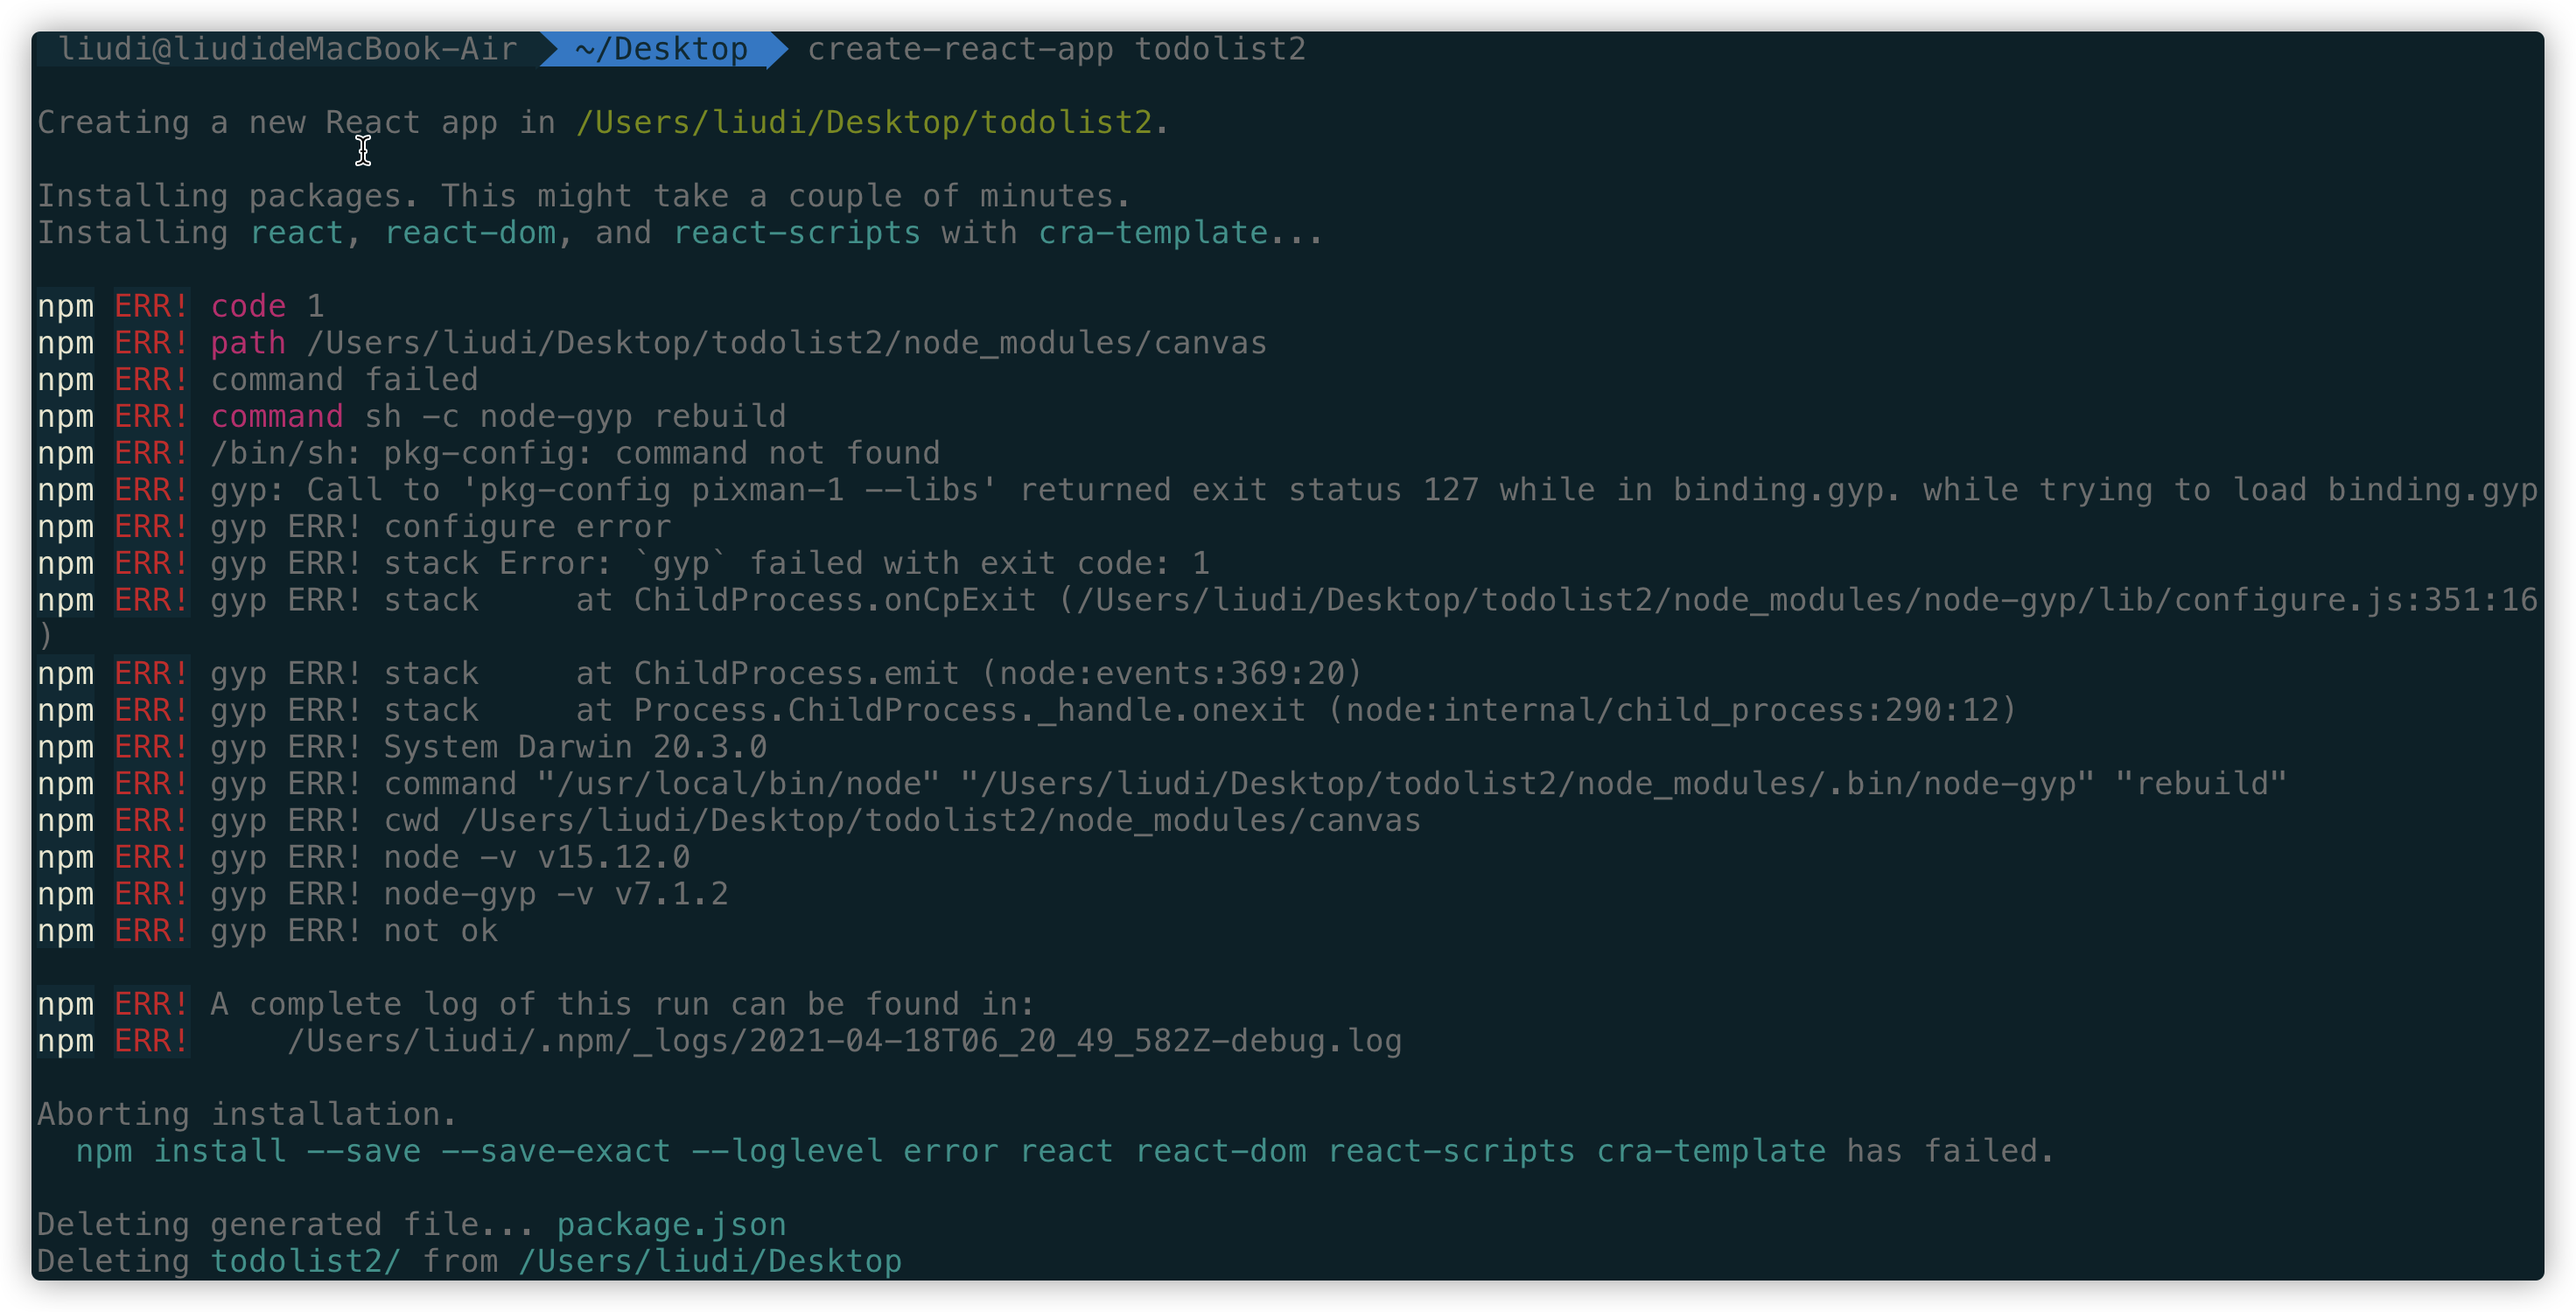 liudi@liudideMacBook-Air ~/Desktop create-react-app todolist2
Creating a new React app in /Users/liudi/Desktop/todolist2.
Installing packages. This might take a couple of minutes.
Installing react, react-dom, and react-scripts with cra-template...
npm ERR! code 1
npm ERR! path /Users/liudi/Desktop/todolist2/node_modules/canvas
npm ERR! command failed
npm ERR! command sh -c node-gyp rebuild
npm ERR! /bin/sh: pkg-config: command not found
npm ERR! gyp: Call to 'pkg-config pixman-1 --libs' returned exit status 127 while in binding.gyp. while trying to load binding.gyp
npm ERR! gyp ERR! configure error
npm ERR! gyp ERR! stack Error: `gyp` failed with exit code: 1
npm ERR! gyp ERR! stack     at ChildProcess.onCpExit (/Users/liudi/Desktop/todolist2/node_modules/node-gyp/lib/configure.js:351:16
)
npm ERR! gyp ERR! stack     at ChildProcess.emit (node:events:369:20)
npm ERR! gyp ERR! stack     at Process.ChildProcess._handle.onexit (node:internal/child_process:290:12)
npm ERR! gyp ERR! System Darwin 20.3.0
npm ERR! gyp ERR! command "/usr/local/bin/node" "/Users/liudi/Desktop/todolist2/node_modules/.bin/node-gyp" "rebuild"
npm ERR! gyp ERR! cwd /Users/liudi/Desktop/todolist2/node_modules/canvas
npm ERR! gyp ERR! node -v v15.12.0
npm ERR! gyp ERR! node-gyp -v v7.1.2
npm ERR! gyp ERR! not ok
npm ERR! A complete log of this run can be found in:
npm ERR!     /Users/liudi/.npm/_logs/2021-04-18T06_20_49_582Z-debug.log
Aborting installation.
  npm install --save --save-exact --loglevel error react react-dom react-scripts cra-template has failed.
Deleting generated file... package.json
Deleting todolist2/ from /Users/liudi/Desktop